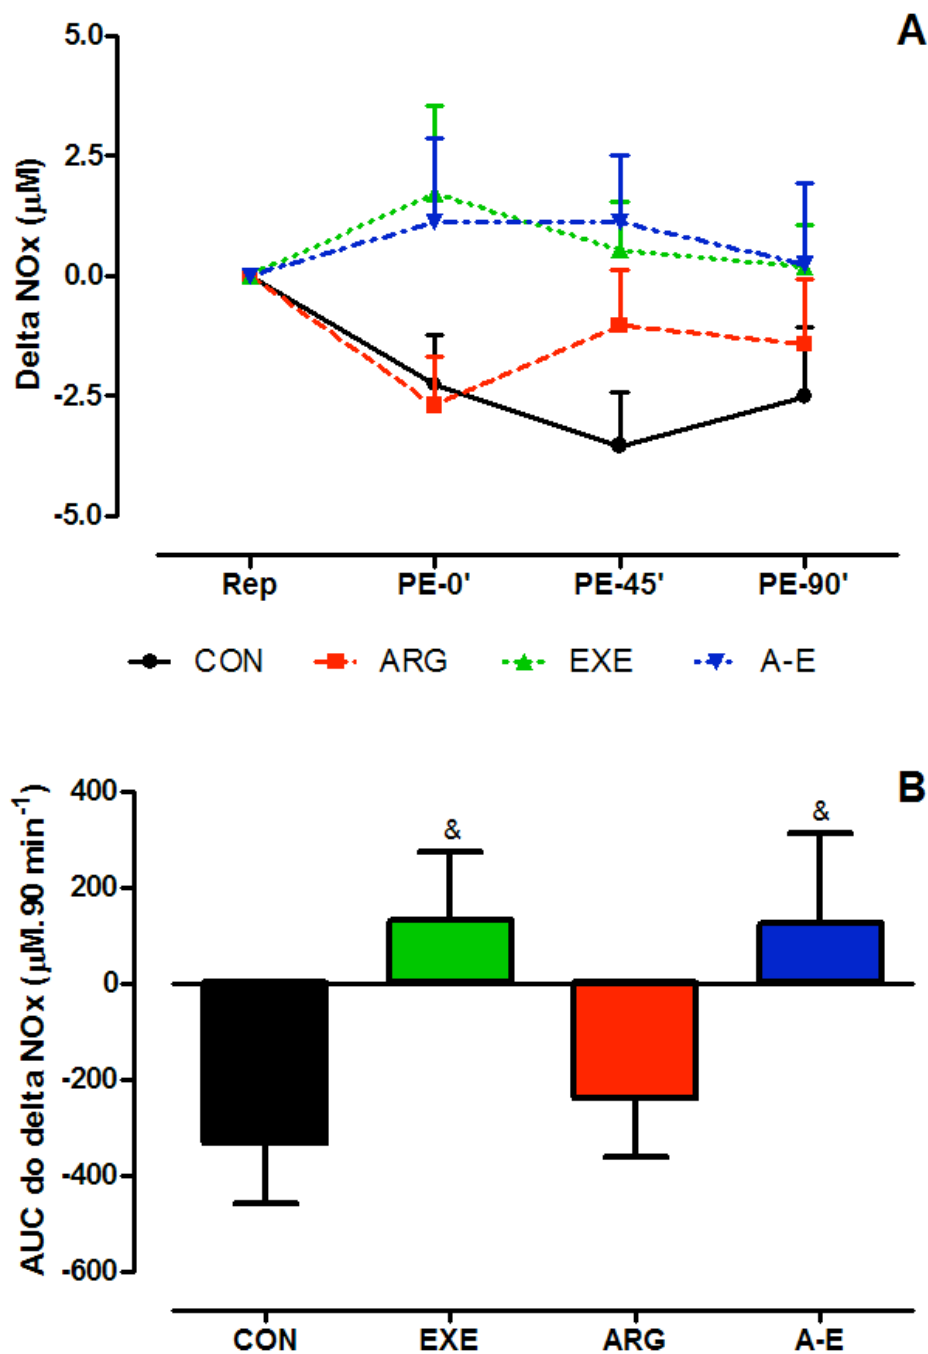 A
Delta NOx (μM)
5.0
2.5
0.0
-2.5
-5.0
Rep PE-0' PE-45' PE-90'
CON ARG EXE A-E
B
AUC do delta NOx (μM.90 min⁻¹)
400
200
0
-200
-400
-600
& &
CON EXE ARG A-E